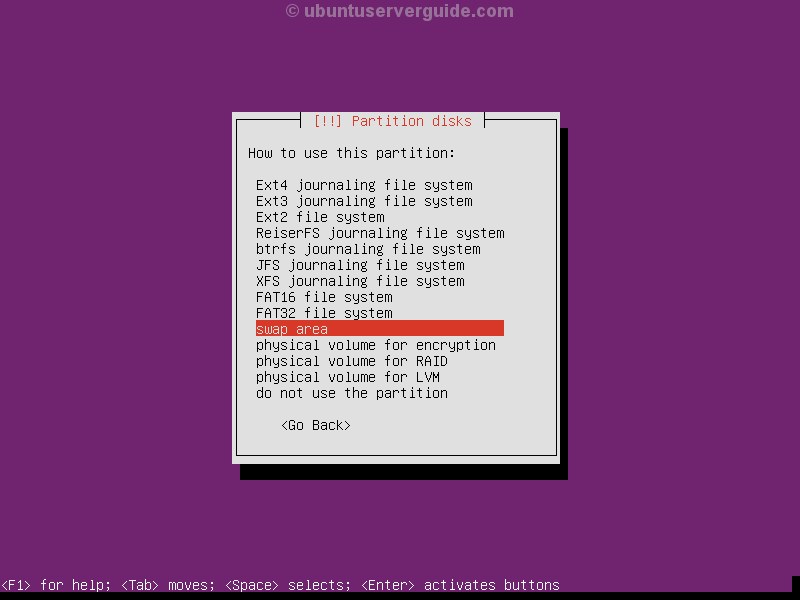 © ubuntuserverguide.com
[!!] Partition disks
How to use this partition:
Ext4 journaling file system
Ext3 journaling file system
Ext2 file system
ReiserFS journaling file system
btrfs journaling file system
JFS journaling file system
XFS journaling file system
FAT16 file system
FAT32 file system
swap area
physical volume for encryption
physical volume for RAID
physical volume for LVM
do not use the partition
<Go Back>
<F1> for help; <Tab> moves; <Space> selects; <Enter> activates buttons